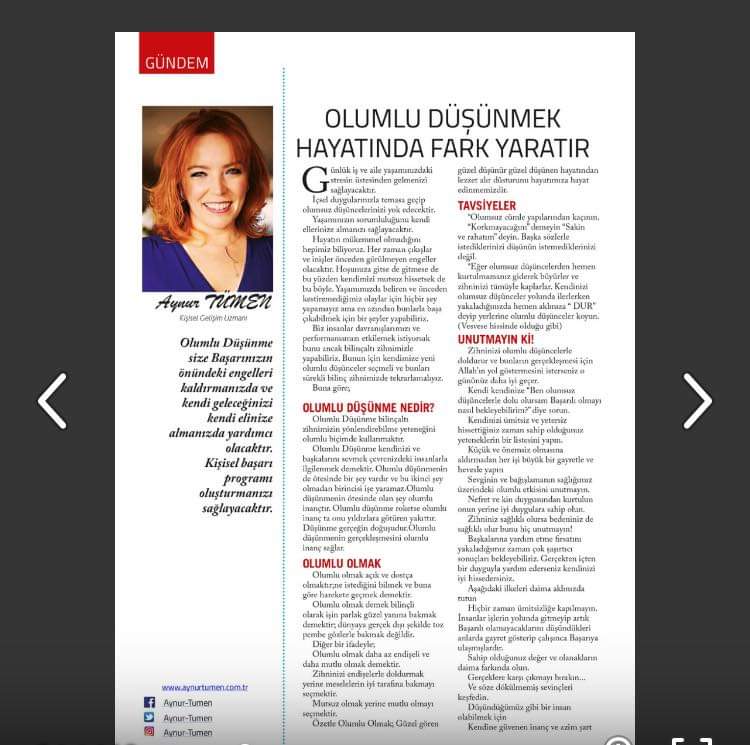 GÜNDEM
Aynur TÜMEN
Kişisel Gelişim Uzmanı
Olumlu Düşünme
size Başarınızın
önündeki engelleri
kaldırmanızda ve
kendi geleceğinizi
kendi elinize
almanızda yardımcı
olacaktır.
Kişisel başarı
programı
oluşturmanızı
sağlayacaktır.
www.aynurtumen.com.tr
Aynur-Tumen
Aynur-Tumen
Aynur-Tumen
OLUMLU DÜŞÜNMEK
HAYATINDA FARK YARATIR
Günlük iş ve aile yaşamınızdaki
stresin üstesinden gelmenizi
sağlayacaktır.
İçsel duygularınızla temasa geçip
olumsuz düşüncelerinizi yok edecektir.
Yaşamınızın sorumluluğunu kendi
ellerinize almanızı sağlayacaktır.
Hayatın mükemmel olmadığını
hepimiz biliyoruz. Her zaman çıkışlar
ve inişler önceden görülmeyen engeller
olacaktır. Hoşunuza gitse de gitmese de
bu yüzden kendimizi mutsuz hissetsek de
bu böyle. Yaşamımızda beliren ve önceden
kestiremediğimiz olaylar için hiçbir şey
yapamayız ama en azından bunlarla başa
çıkabilmek için bir şeyler yapabiliriz.
Biz insanlar davranışlarımızı ve
performansımızı etkilemek istiyorsak
bunu ancak bilinçaltı zihnimizle
yapabiliriz. Bunun için kendimize yeni
olumlu düşünceler seçmeli ve bunları
sürekli bilinç zihnimizde tekrarlamalıyız.
Buna göre;
OLUMLU DÜŞÜNME NEDİR?
Olumlu Düşünme bilinçaltı
zihnimizin yönlendirebilme yeteneğini
olumlu biçimde kullanmaktır.
Olumlu Düşünme kendinizi ve
başkalarını sevmek çevrenizdeki insanlarla
ilgilenmek demektir. Olumlu düşünmenin
de ötesinde bir şey vardır ve bu ikinci şey
olmadan birincisi işe yaramaz.Olumlu
düşünmenin ötesinde olan şey olumlu
inançtır. Olumlu düşünme roketse olumlu
inanç ta onu yıldızlara götüren yakıttır.
Düşünme gerçeğin doğuşudur.Olumlu
düşünmenin gerçekleşmesini olumlu
inanç sağlar.
OLUMLU OLMAK
Olumlu olmak açık ve dostça
olmaktır;ne istediğini bilmek ve buna
göre harekete geçmek demektir.
Olumlu olmak demek bilinçli
olarak işin parlak güzel yanına bakmak
demektir; dünyaya gerçek dışı şekilde toz
pembe gözlerle bakmak değildir.
Diğer bir ifadeyle;
Olumlu olmak daha az endişeli ve
daha mutlu olmak demektir.
Zihninizi endişelerle doldurmak
yerine meselelerin iyi tarafına bakmayı
seçmektir.
Mutsuz olmak yerine mutlu olmayı
seçmektir.
Özetle Olumlu Olmak; Güzel gören
güzel düşünür güzel düşünen hayatından
lezzet alır düsturunu hayatımıza hayat
edinmemizdir.
TAVSİYELER
"Olumsuz cümle yapılarından kaçının.
"Korkmayacağım" demeyin "Sakin
ve rahatım" deyin. Başka sözlerle
istediklerinizi düşünün istemediklerinizi
değil.
"Eğer olumsuz düşüncelerden hemen
kurtulmazsanız giderek büyürler ve
zihninizi tümüyle kaplarlar. Kendinizi
olumsuz düşünceler yolunda ilerlerken
yakaladığınızda hemen aklınıza " DUR"
deyip yerlerine olumlu düşünceler koyun.
(Vesvese hissinde olduğu gibi)
UNUTMAYIN Kİ!
Zihninizi olumlu düşüncelerle
doldurur ve bunların gerçekleşmesi için
Allah'ın yol göstermesini isterseniz o
gününüz daha iyi geçer.
Kendi kendinize "Ben olumsuz
düşüncelerle dolu olursam Başarılı olmayı
nasıl bekleyebilirim?" diye sorun.
Kendinizi ümitsiz ve yetersiz
hissettiğiniz zaman sahip olduğunuz
yeteneklerin bir listesini yapın.
Küçük ve önemsiz olmasına
aldırmadan her işi büyük bir gayretle ve
hevesle yapın
Sevginin ve bağışlamanın sağlığınız
üzerindeki olumlu etkisini unutmayın.
Nefret ve kin duygusundan kurtulun
onun yerine iyi duygulara sahip olun.
Zihniniz sağlıklı olursa bedeniniz de
sağlıklı olur bunu hiç unutmayın!
Başkalarına yardım etme fırsatını
yakaladığımız zaman çok şaşırtıcı
sonuçları bekleyebiliriz. Gerçekten içten
bir duyguyla yardım ederseniz kendinizi
iyi hissedersiniz.
Aşağıdaki ilkeleri daima aklınızda
tutun
Hiçbir zaman ümitsizliğe kapılmayın.
İnsanlar işlerin yolunda gitmeyip artık
Başarılı olamayacaklarını düşündükleri
anlarda gayret gösterip çalışınca Başarıya
ulaşmışlardır.
Sahip olduğunuz değer ve olanakların
daima farkında olun.
Gerçeklere karşı çıkmayı bırakın...
Ve söze dökülmemiş sevinçleri
keşfedin.
Düşündüğümüz gibi bir insan
olabilmek için
Kendine güvenen inanç ve azim şart